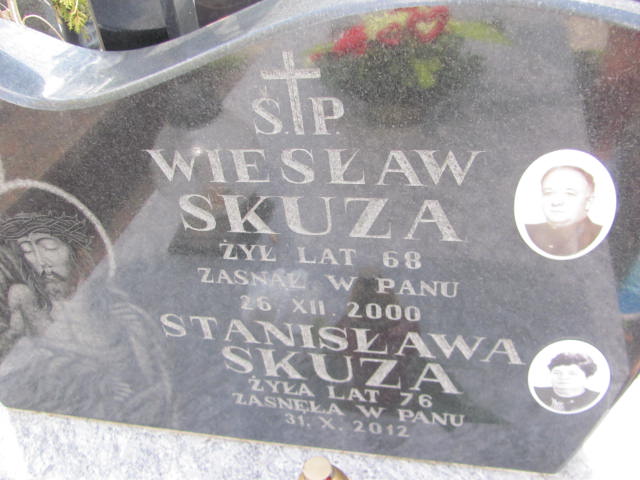 Ś.P.
WIESŁAW
SKUZA
ŻYŁ LAT 68
ZASNĄŁ W PANU
26 XII. 2000
STANISŁAWA
SKUZA
ŻYŁA LAT 76
ZASNĘŁA W PANU
31. X. 2012